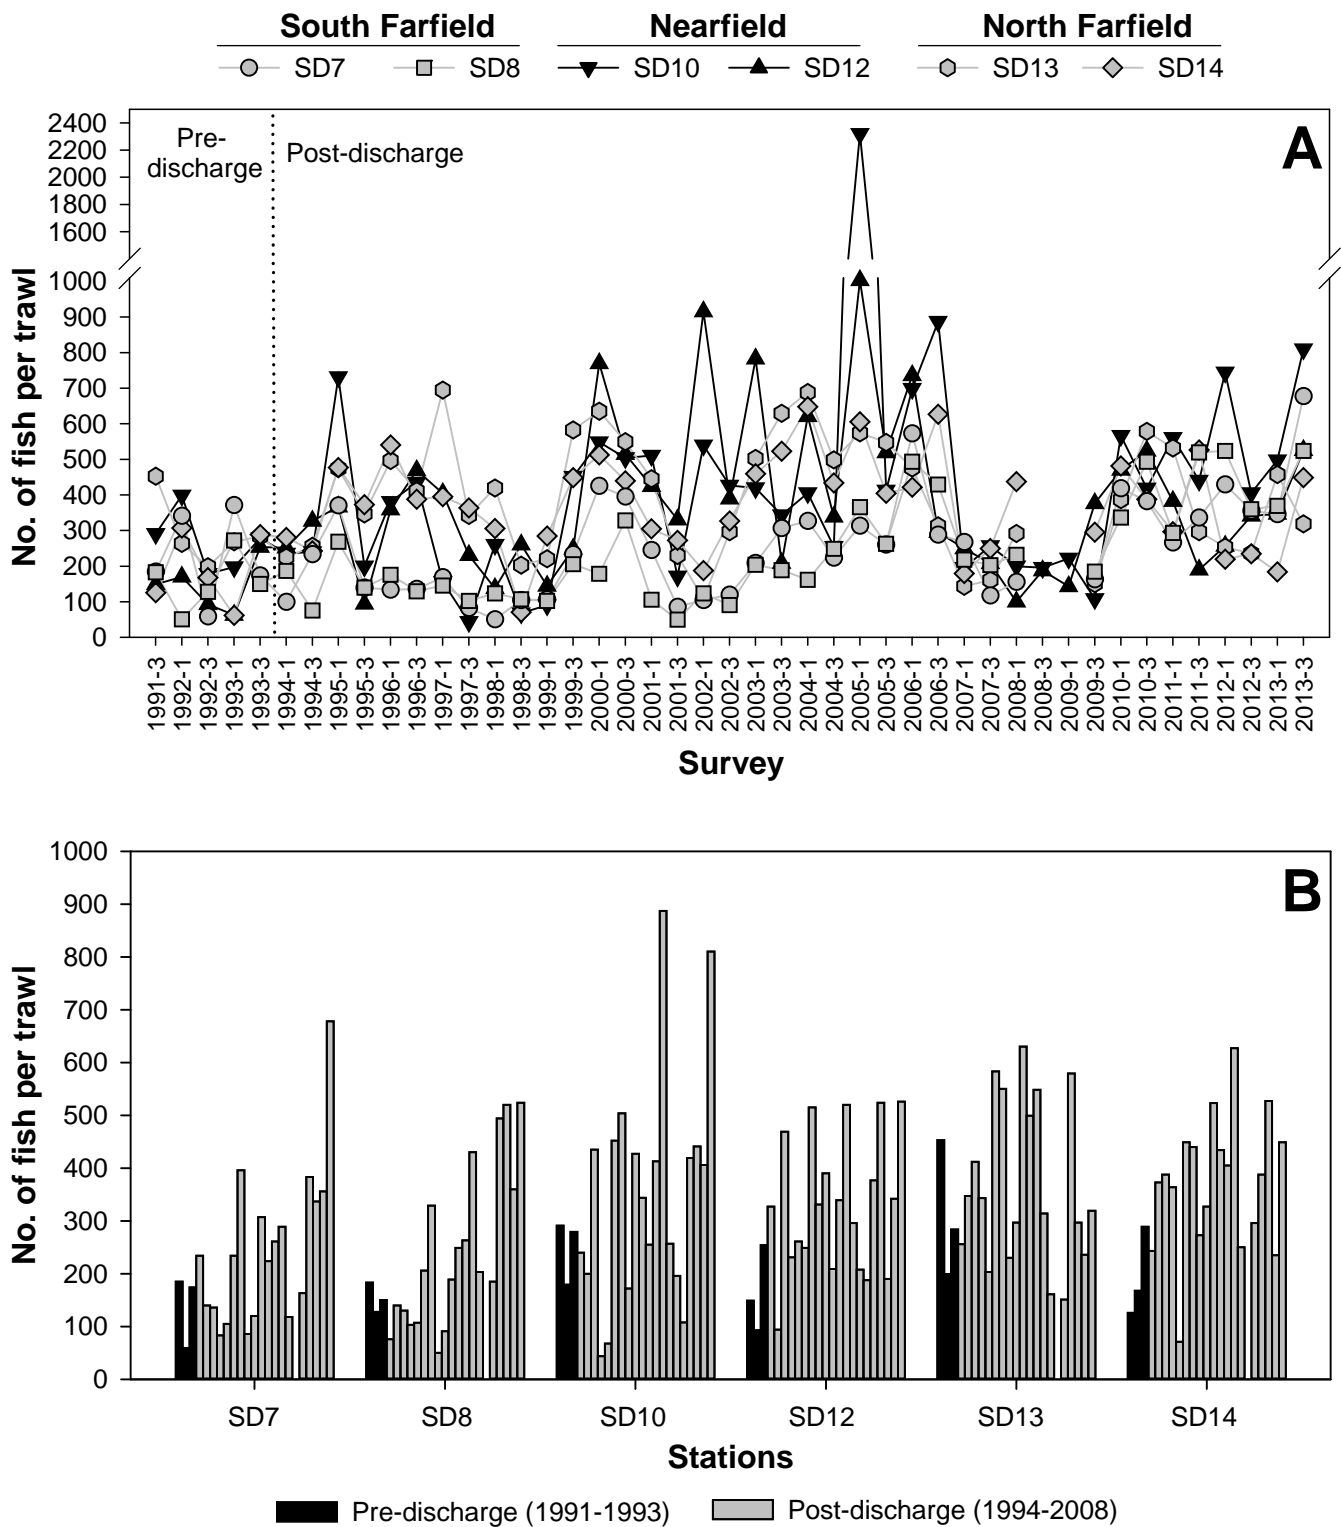 South Farfield Nearfield North Farfield
SD7 SD8 SD10 SD12 SD13 SD14
A
Pre-
discharge
Post-discharge
2400
2200
2000
1800
1600
1000
900
800
700
600
500
400
300
200
100
0
No. of fish per trawl
1991-3 1992-1 1992-3 1993-1 1993-3 1994-1 1994-3 1995-1 1995-3 1996-1 1996-3 1997-1 1997-3 1998-1 1998-3 1999-1 1999-3 2000-1 2000-3 2001-1 2001-3 2002-1 2002-3 2003-1 2003-3 2004-1 2004-3 2005-1 2005-3 2006-1 2006-3 2007-1 2007-3 2008-1 2008-3 2009-1 2009-3 2010-1 2010-3 2011-1 2011-3 2012-1 2012-3 2013-1 2013-3
Survey
B
1000
900
800
700
600
500
400
300
200
100
0
No. of fish per trawl
SD7 SD8 SD10 SD12 SD13 SD14
Stations
Pre-discharge (1991-1993) Post-discharge (1994-2008)